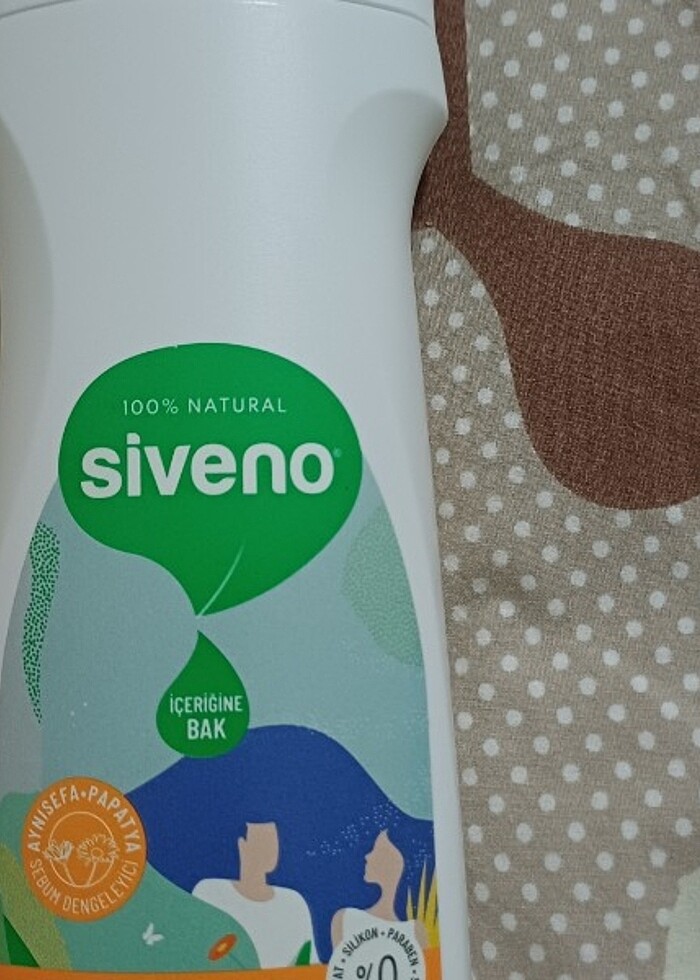 100% NATURAL
siveno®
İÇERİĞİNE
BAK
AYNISEFA•PAPATYA
SEBUM DENGELEYİCİ
• SİLİKON • PARABEN •
%0